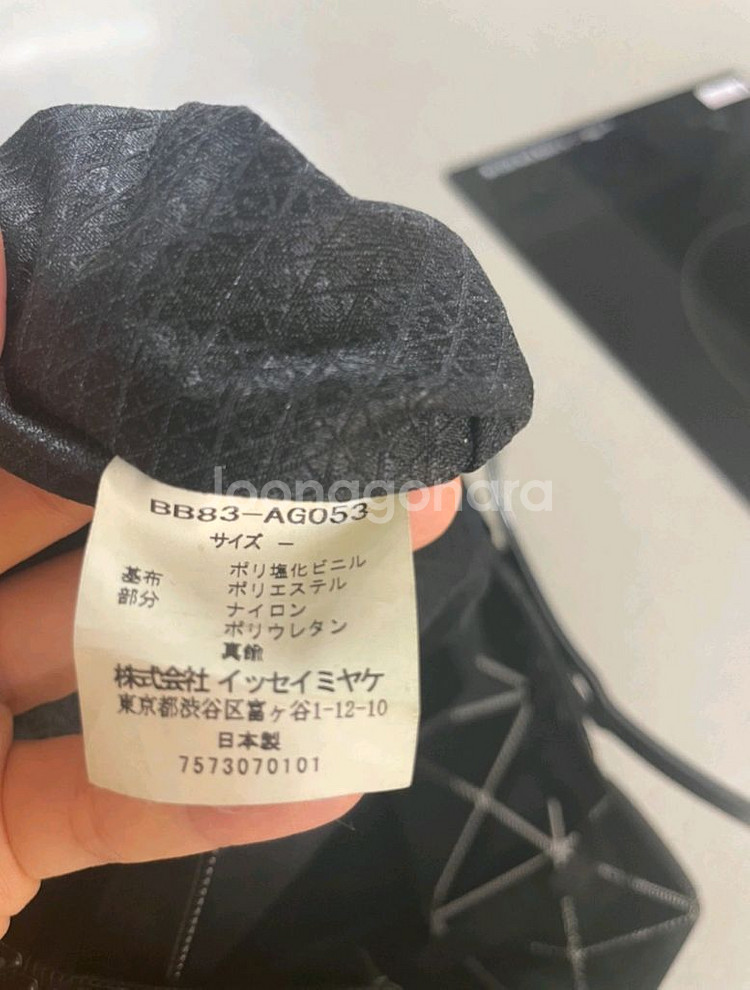 BB83-AG053
サイズ −
基布 ポリ塩化ビニル
部分 ポリエステル
ナイロン
ポリウレタン
真鍮
株式会社 イッセイミヤケ
東京都渋谷区富ヶ谷1-12-10
日本製
7573070101
joonggonara